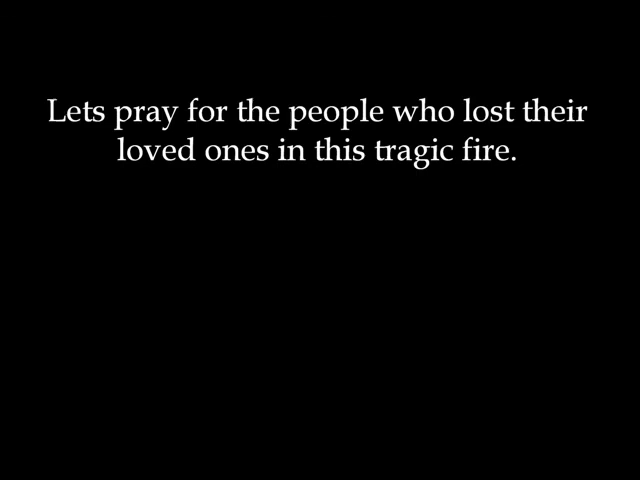 Lets pray for the people who lost their
loved ones in this tragic fire.